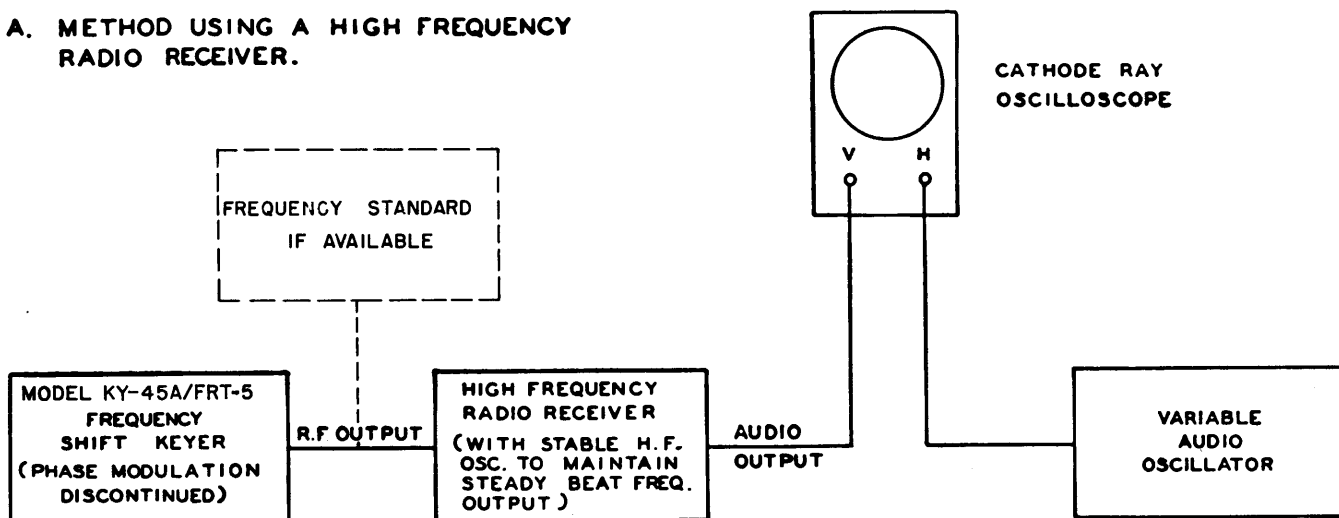 A. METHOD USING A HIGH FREQUENCY
RADIO RECEIVER.
CATHODE RAY
OSCILLOSCOPE
V H
FREQUENCY STANDARD
IF AVAILABLE
MODEL KY-45A/FRT-5
FREQUENCY
SHIFT KEYER
(PHASE MODULATION
DISCONTINUED)
R.F OUTPUT
HIGH FREQUENCY
RADIO RECEIVER
(WITH STABLE H.F.
OSC. TO MAINTAIN
STEADY BEAT FREQ.
OUTPUT)
AUDIO
OUTPUT
VARIABLE
AUDIO
OSCILLATOR